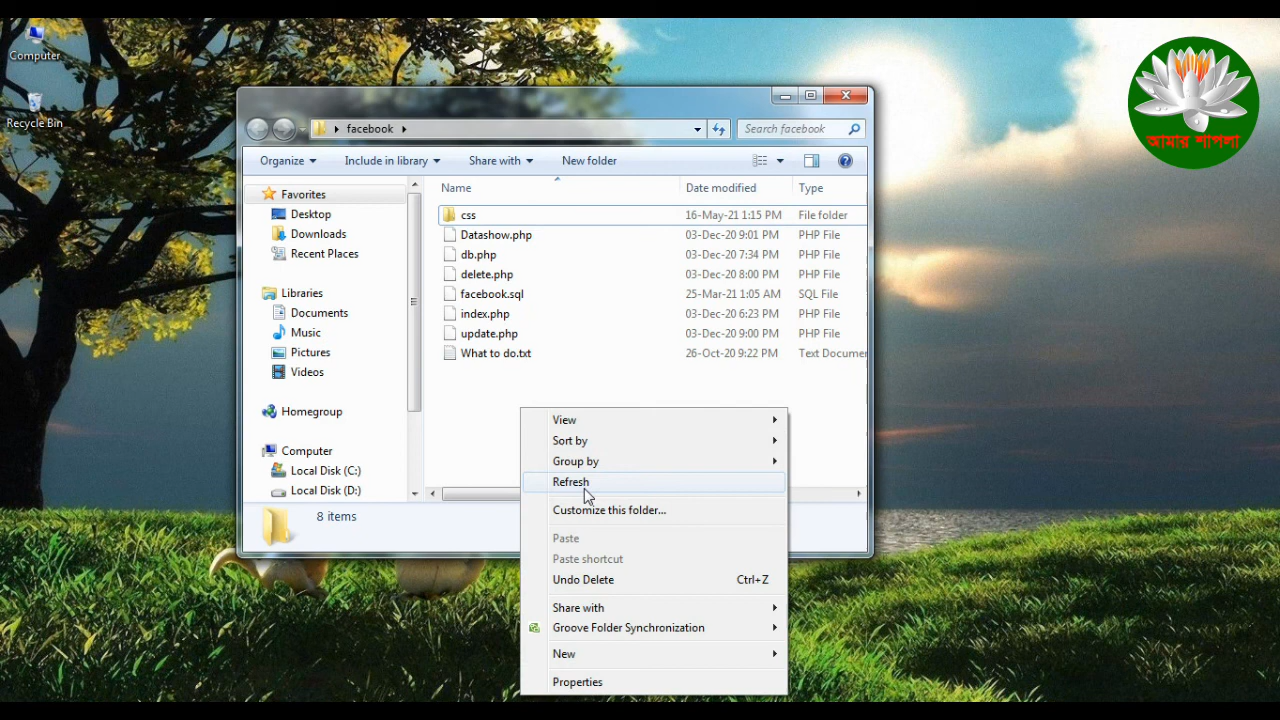 Computer
Recycle Bin
আমার শাপলা
facebook
Search facebook
Organize
Include in library
Share with
New folder
Name
Date modified
Type
Favorites
Desktop
Downloads
Recent Places
Libraries
Documents
Music
Pictures
Videos
Homegroup
Computer
Local Disk (C:)
Local Disk (D:)
css 16-May-21 1:15 PM File folder
Datashow.php 03-Dec-20 9:01 PM PHP File
db.php 03-Dec-20 7:34 PM PHP File
delete.php 03-Dec-20 8:00 PM PHP File
facebook.sql 25-Mar-21 1:05 AM SQL File
index.php 03-Dec-20 6:23 PM PHP File
update.php 03-Dec-20 9:00 PM PHP File
What to do.txt 26-Oct-20 9:22 PM Text Documer
8 items
View
Sort by
Group by
Refresh
Customize this folder...
Paste
Paste shortcut
Undo Delete Ctrl+Z
Share with
Groove Folder Synchronization
New
Properties